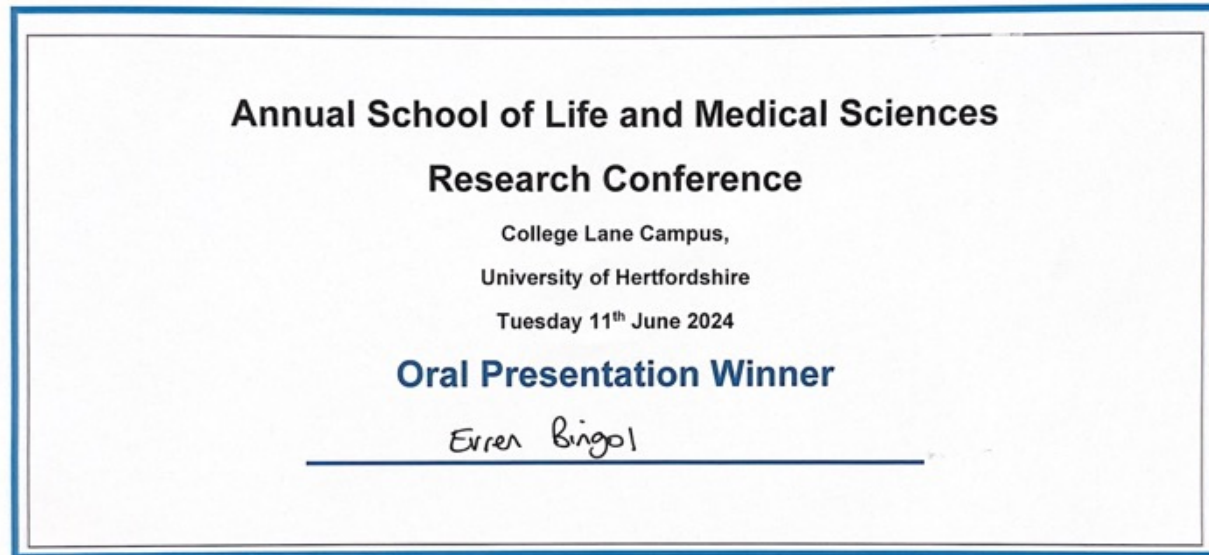 Annual School of Life and Medical Sciences
Research Conference
College Lane Campus,
University of Hertfordshire
Tuesday 11th June 2024
Oral Presentation Winner
Evren Bingol